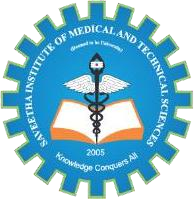 SAVEETHA INSTITUTE OF MEDICAL AND TECHNICAL SCIENCES
(Deemed to be University)
2005
Knowledge Conquers All